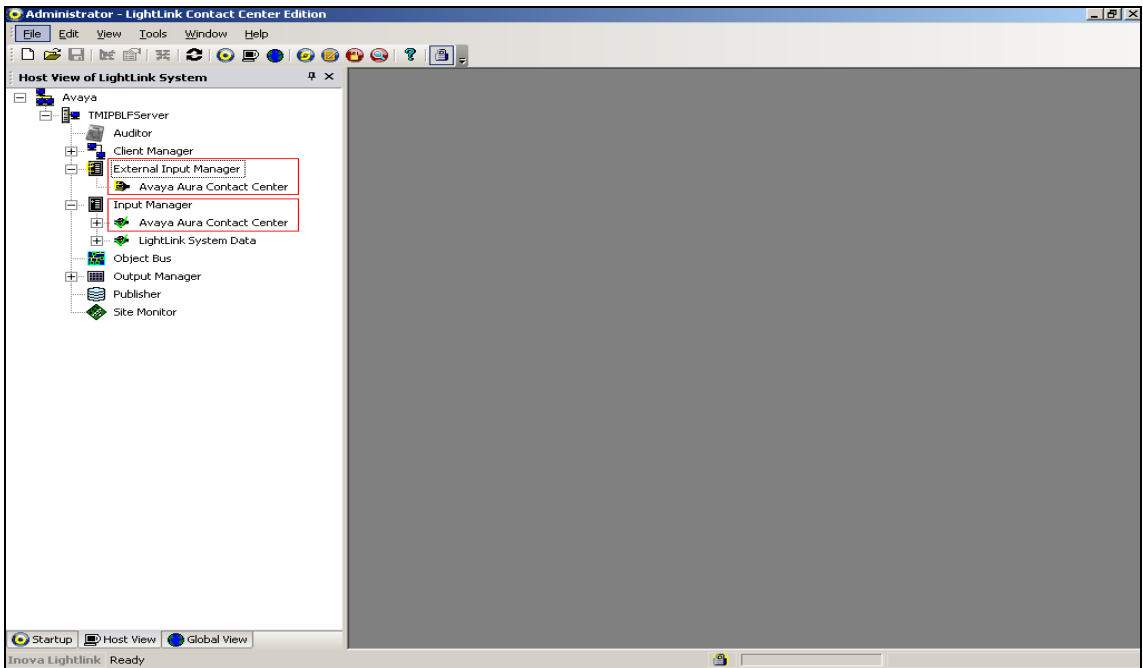 Administrator - LightLink Contact Center Edition
File Edit View Tools Window Help
Host View of LightLink System
Avaya
TMIPBLFServer
Auditor
Client Manager
External Input Manager
Avaya Aura Contact Center
Input Manager
Avaya Aura Contact Center
LightLink System Data
Object Bus
Output Manager
Publisher
Site Monitor
Startup Host View Global View
Inova Lightlink Ready